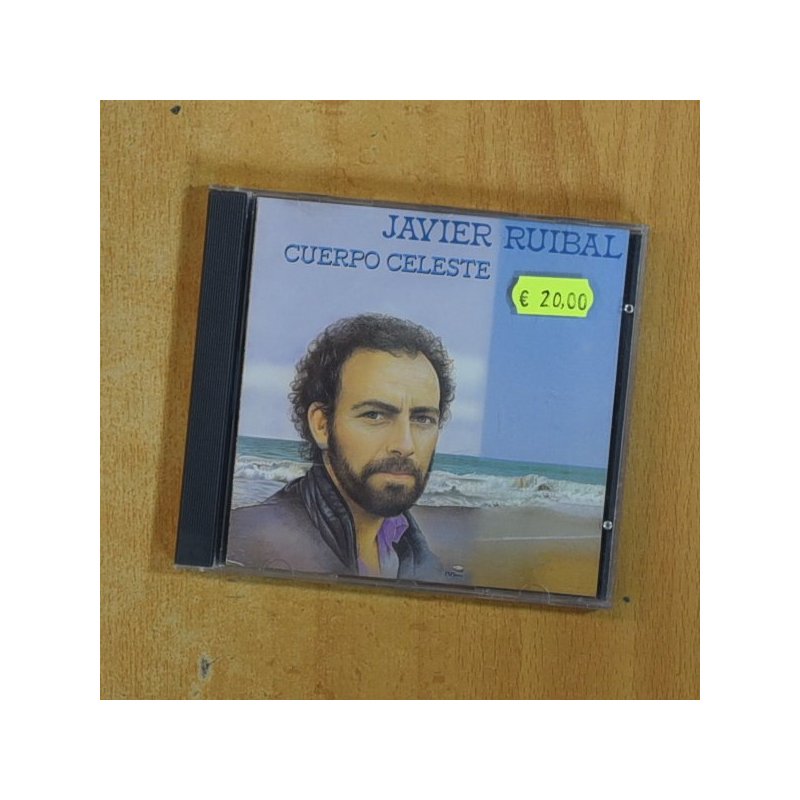 JAVIER RUIBAL
CUERPO CELESTE
€ 20,00